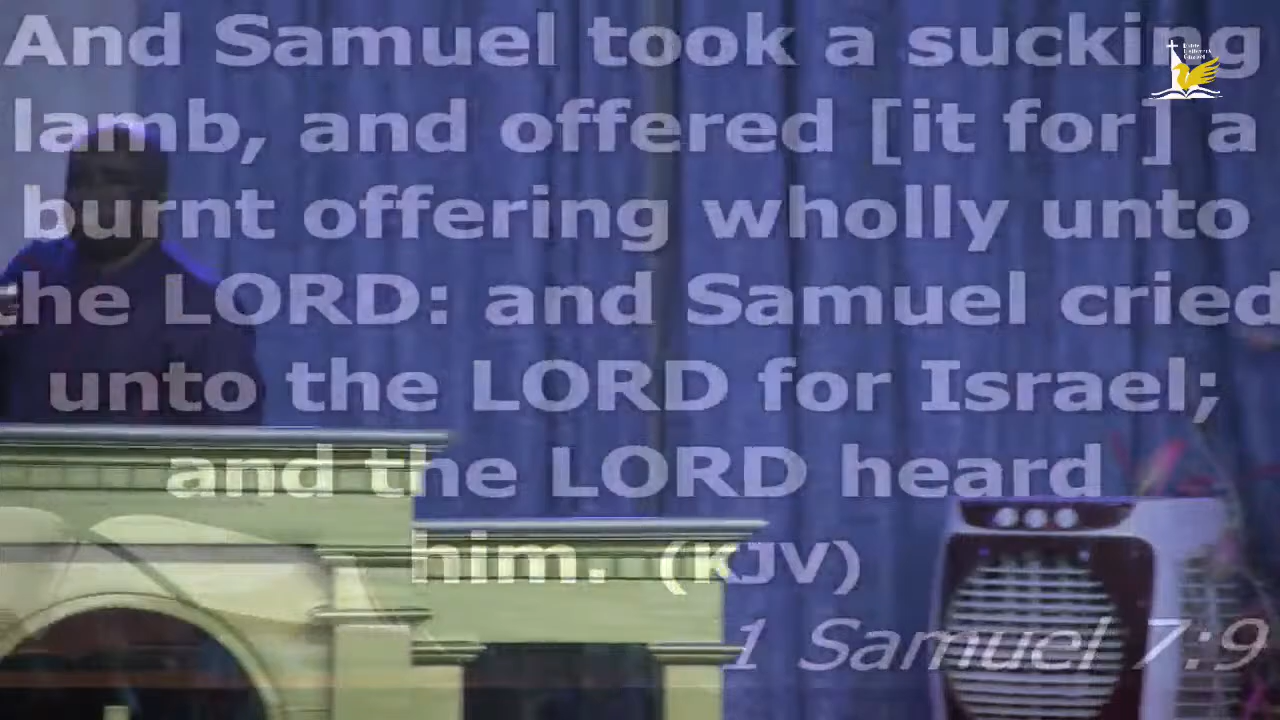 And Samuel took a sucking
lamb, and offered [it for] a
burnt offering wholly unto
the LORD: and Samuel cried
unto the LORD for Israel;
and the LORD heard
him. (KJV)
1 Samuel 7:9